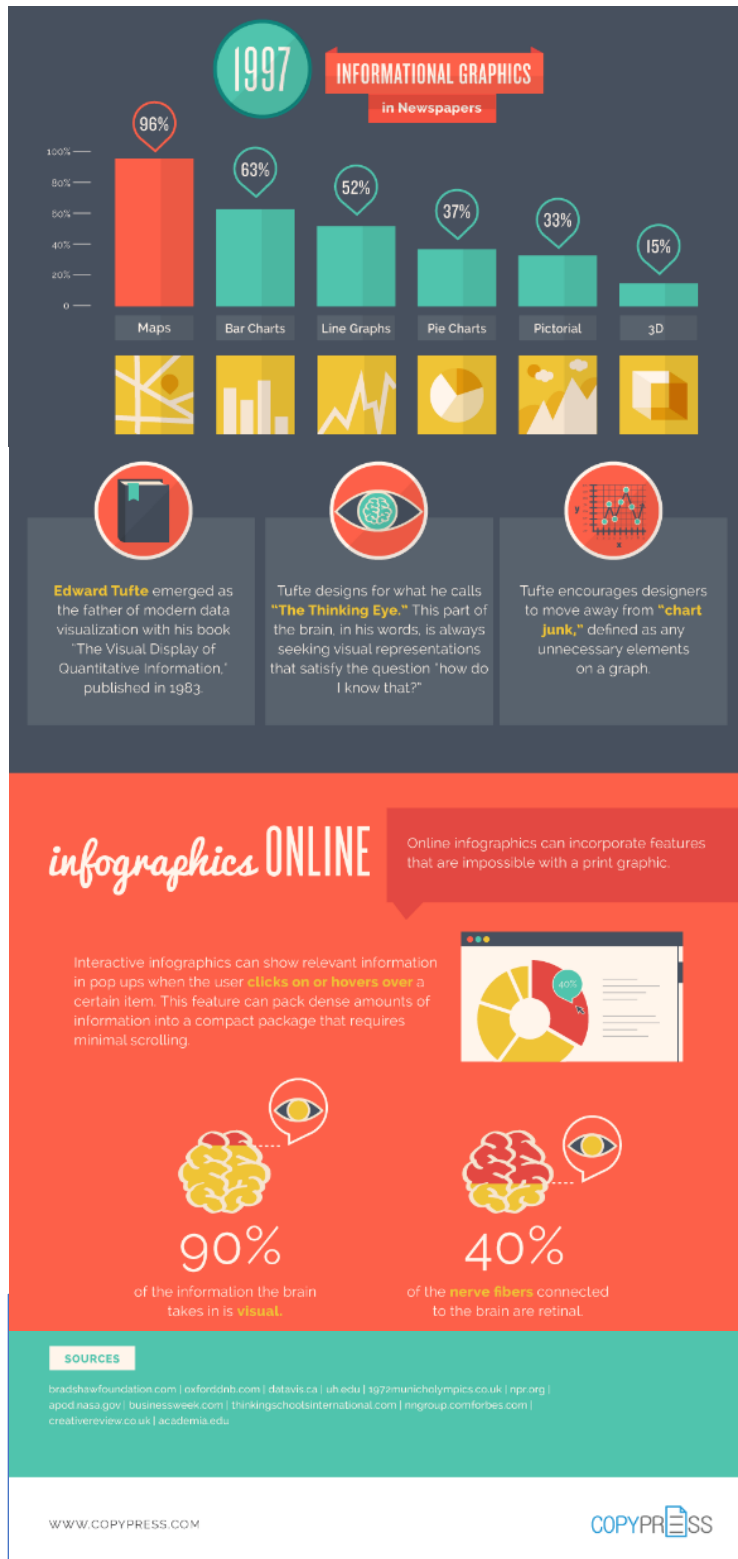 1997
INFORMATIONAL GRAPHICS
in Newspapers
96%
63%
52%
37%
33%
15%
100%
80%
60%
40%
20%
0
Maps
Bar Charts
Line Graphs
Pie Charts
Pictorial
3D
Edward Tufte emerged as
the father of modern data
visualization with his book
"The Visual Display of
Quantitative Information,"
published in 1983.
Tufte designs for what he calls
"The Thinking Eye." This part of
the brain, in his words, is always
seeking visual representations
that satisfy the question "how do
I know that?"
y
x
Tufte encourages designers
to move away from "chart
junk," defined as any
unnecessary elements
on a graph.
infographics ONLINE
Online infographics can incorporate features
that are impossible with a print graphic.
Interactive infographics can show relevant information
in pop ups when the user clicks on or hovers over a
certain item. This feature can pack dense amounts of
information into a compact package that requires
minimal scrolling.
40%
90%
of the information the brain
takes in is visual.
40%
of the nerve fibers connected
to the brain are retinal.
SOURCES
bradshawfoundation.com | oxforddnb.com | datavis.ca | uh.edu | 1972municholympics.co.uk | npr.org |
apod.nasa.gov | businessweek.com | thinkingschoolsinternational.com | nngroup.comforbes.com |
creativereview.co.uk | academia.edu
WWW.COPYPRESS.COM
COPYPRESS